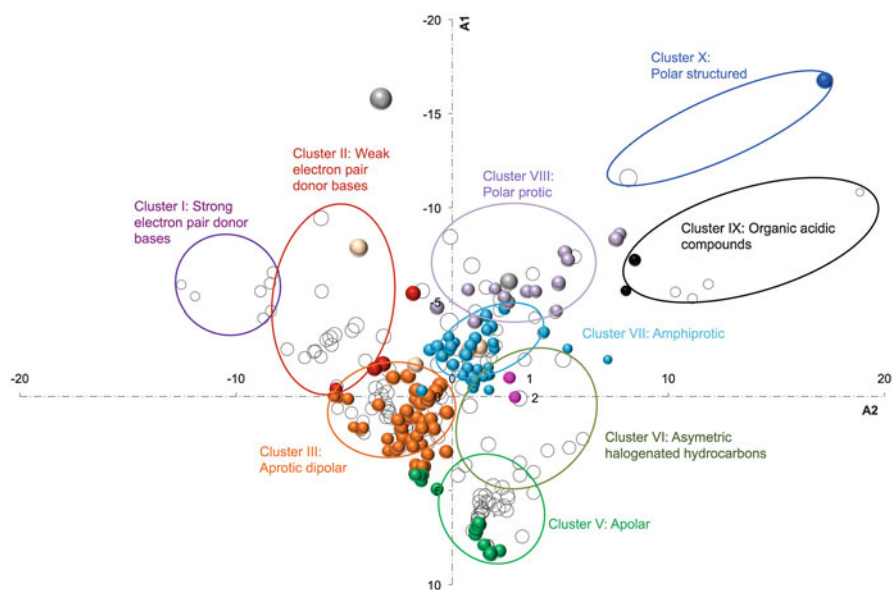 -20
A1
Cluster X:
Polar structured
-15
Cluster II: Weak
electron pair
donor bases
Cluster VIII:
Polar protic
Cluster I: Strong
electron pair donor
bases
-10
Cluster IX: Organic acidic
compounds
-5
Cluster VII: Amphiprotic
-20
-10
0
1
10
20
0
2
A2
Cluster III:
Aprotic dipolar
Cluster VI: Asymetric
halogenated hydrocarbons
5
Cluster V: Apolar
10